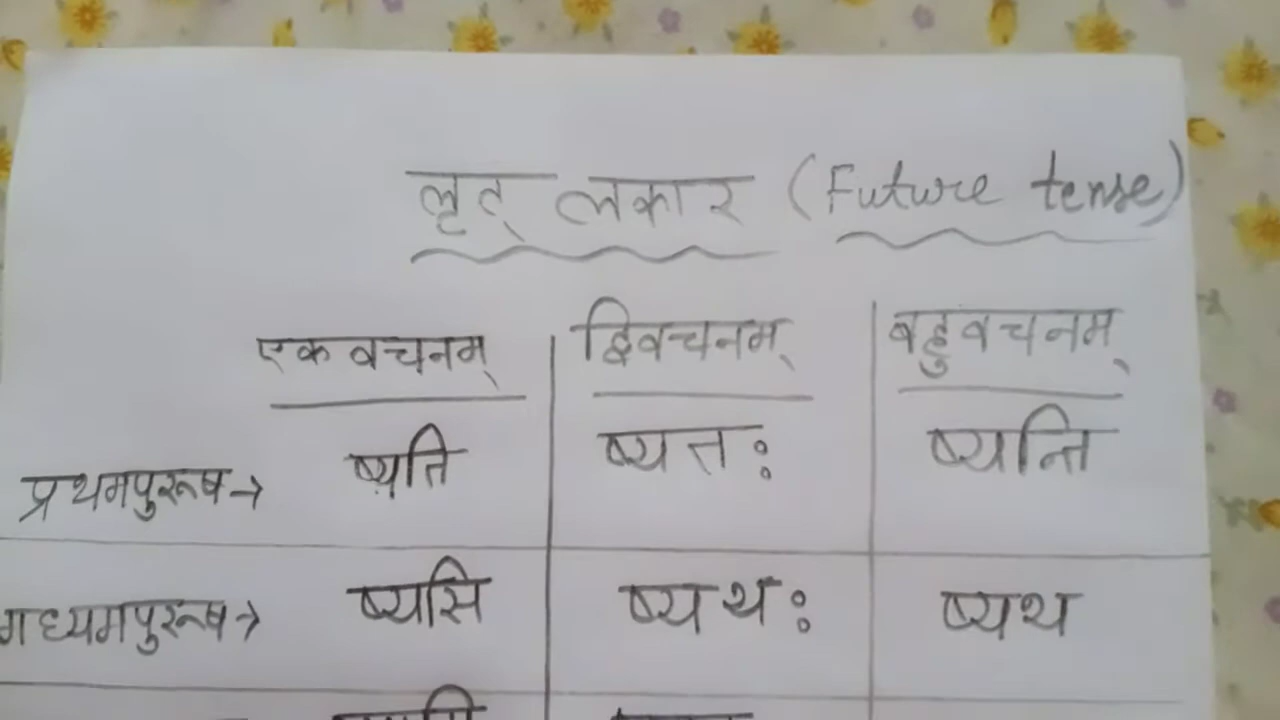 लृट् लकार (Future tense)
एकवचनम् द्विवचनम् बहुवचनम्
प्रथमपुरूष→ ष्यति ष्यतः ष्यन्ति
मध्यमपुरूष→ ष्यसि ष्यथः ष्यथ